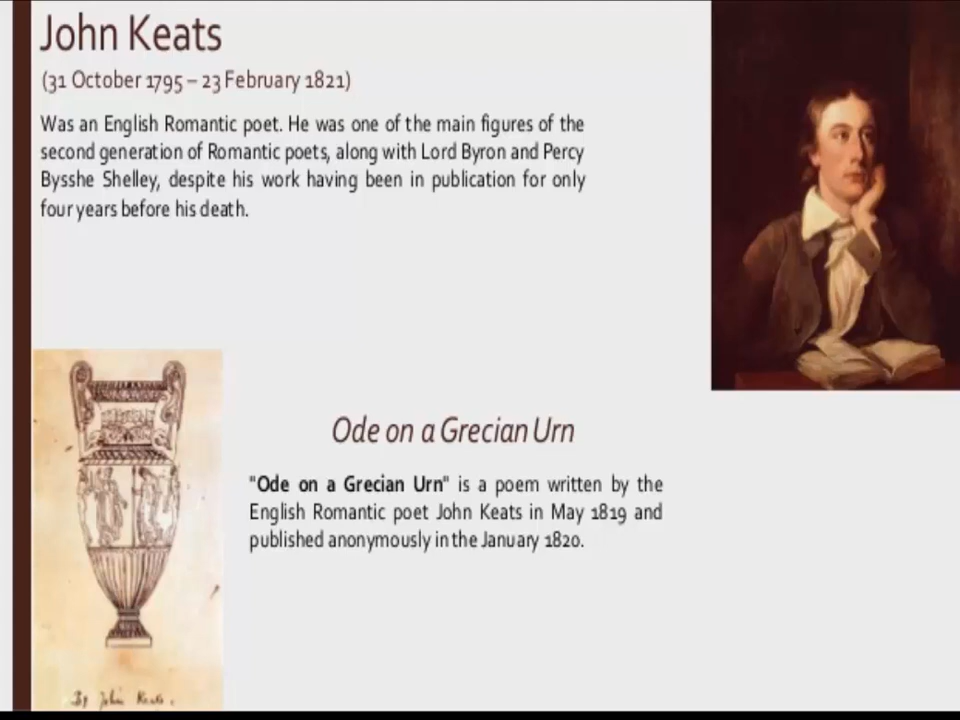 John Keats
(31 October 1795 – 23 February 1821)
Was an English Romantic poet. He was one of the main figures of the
second generation of Romantic poets, along with Lord Byron and Percy
Bysshe Shelley, despite his work having been in publication for only
four years before his death.
Ode on a Grecian Urn
"Ode on a Grecian Urn" is a poem written by the
English Romantic poet John Keats in May 1819 and
published anonymously in the January 1820.
By John Keats.